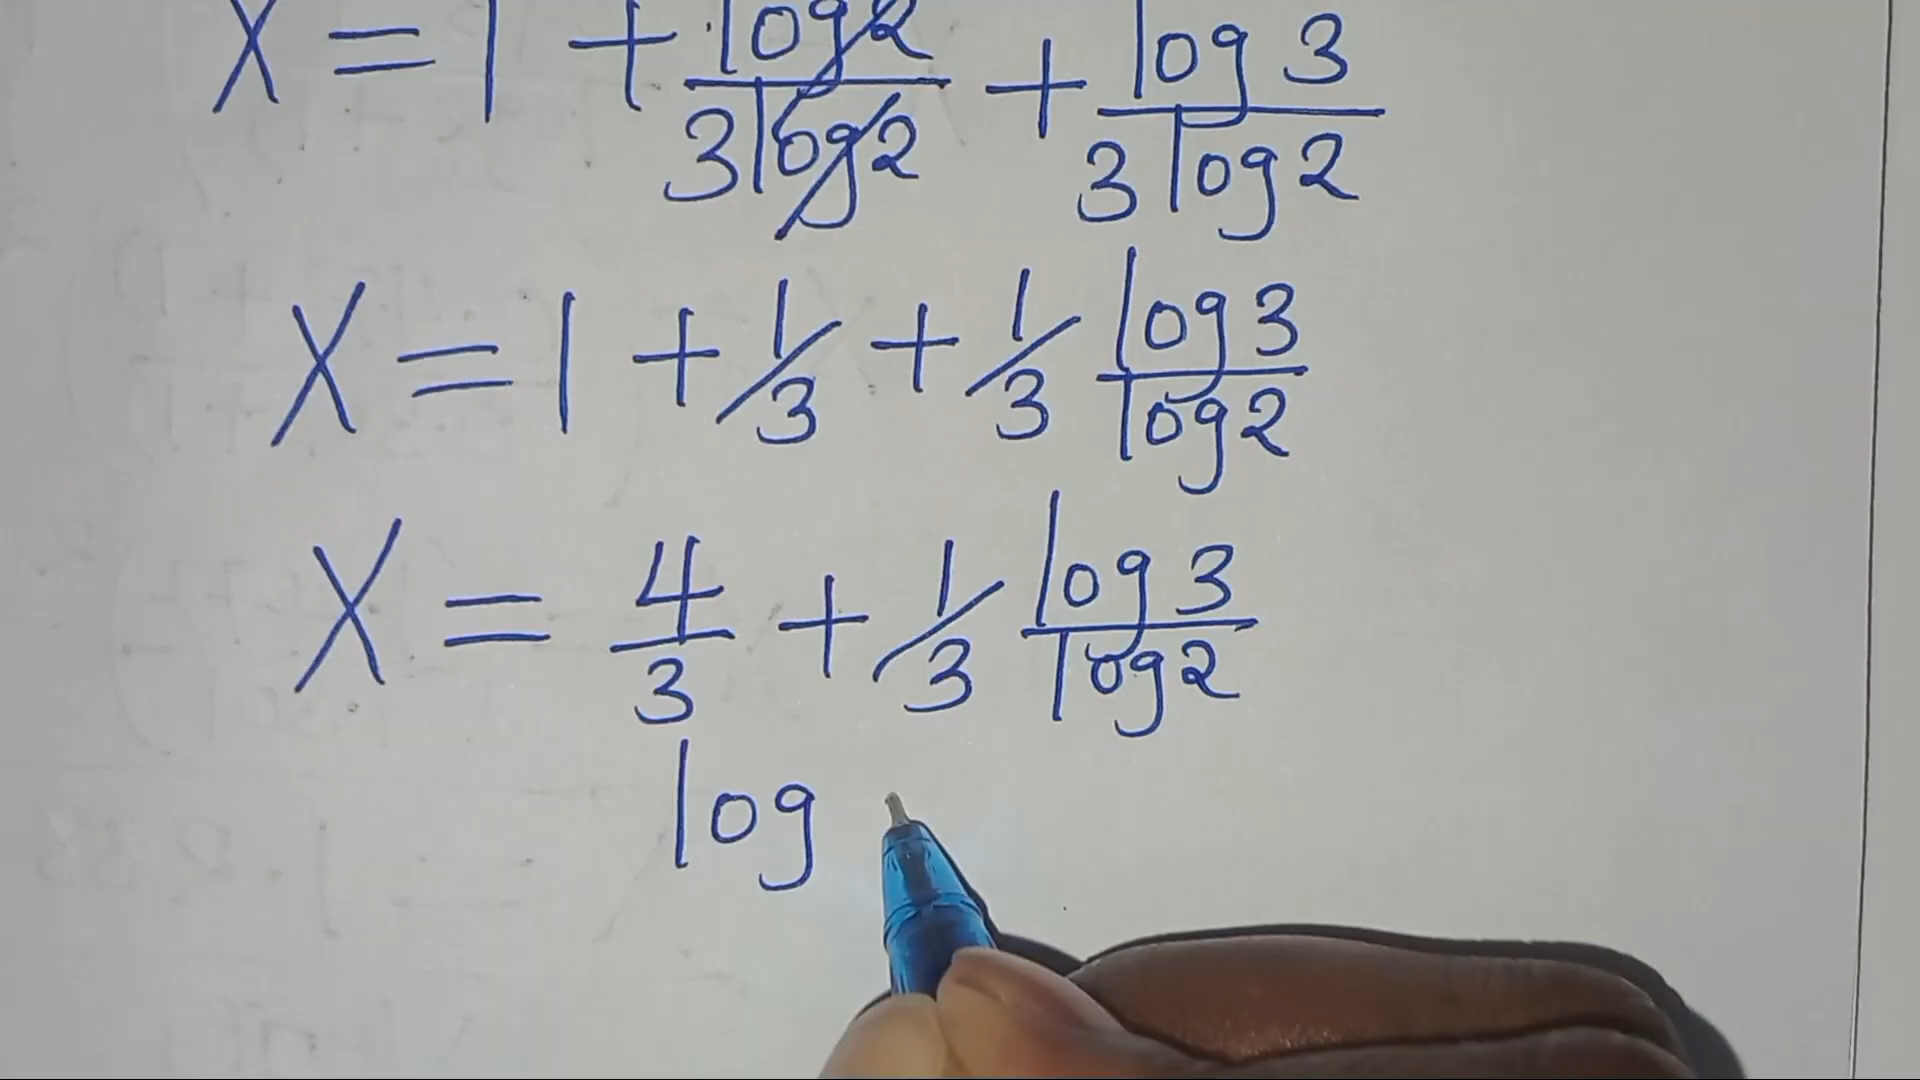 X = 1 + log2/3log2 + log3/3log2
X = 1 + 1/3 + 1/3 log3/log2
X = 4/3 + 1/3 log3/log2
log